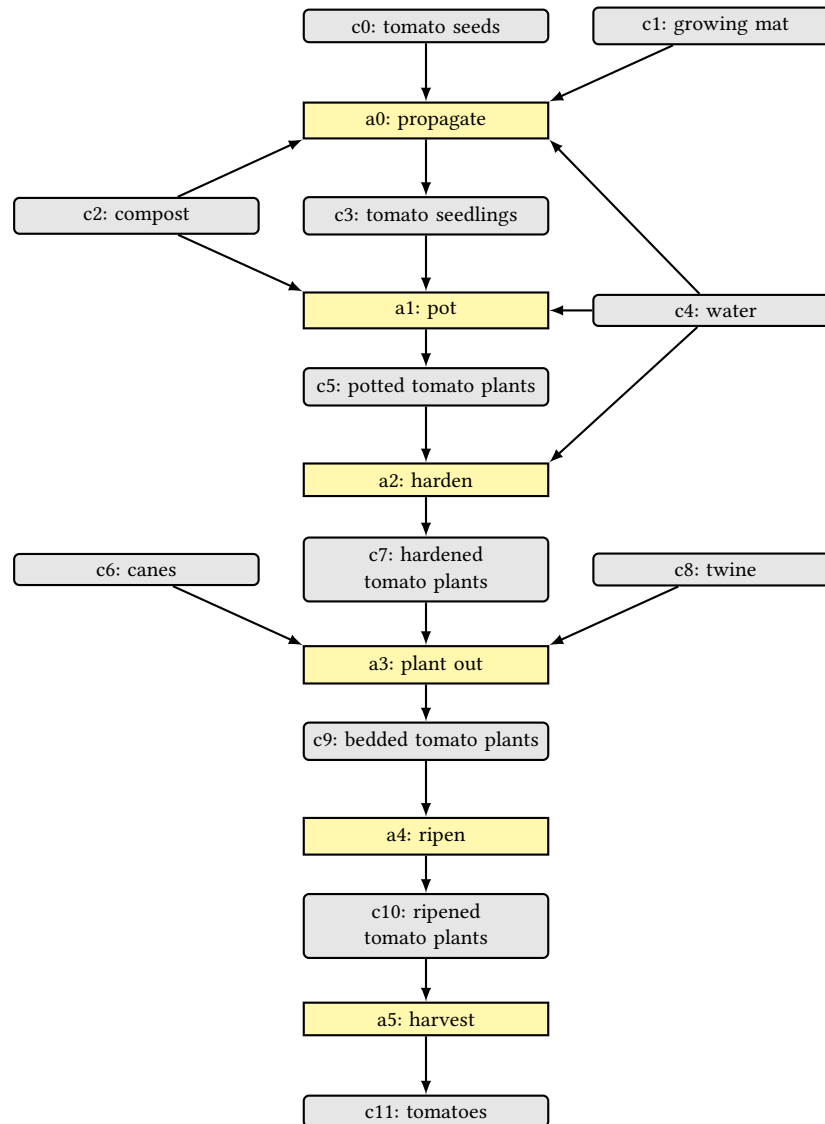 c0: tomato seeds
c1: growing mat
a0: propagate
c2: compost
c3: tomato seedlings
a1: pot
c4: water
c5: potted tomato plants
a2: harden
c6: canes
c7: hardened
tomato plants
c8: twine
a3: plant out
c9: bedded tomato plants
a4: ripen
c10: ripened
tomato plants
a5: harvest
c11: tomatoes